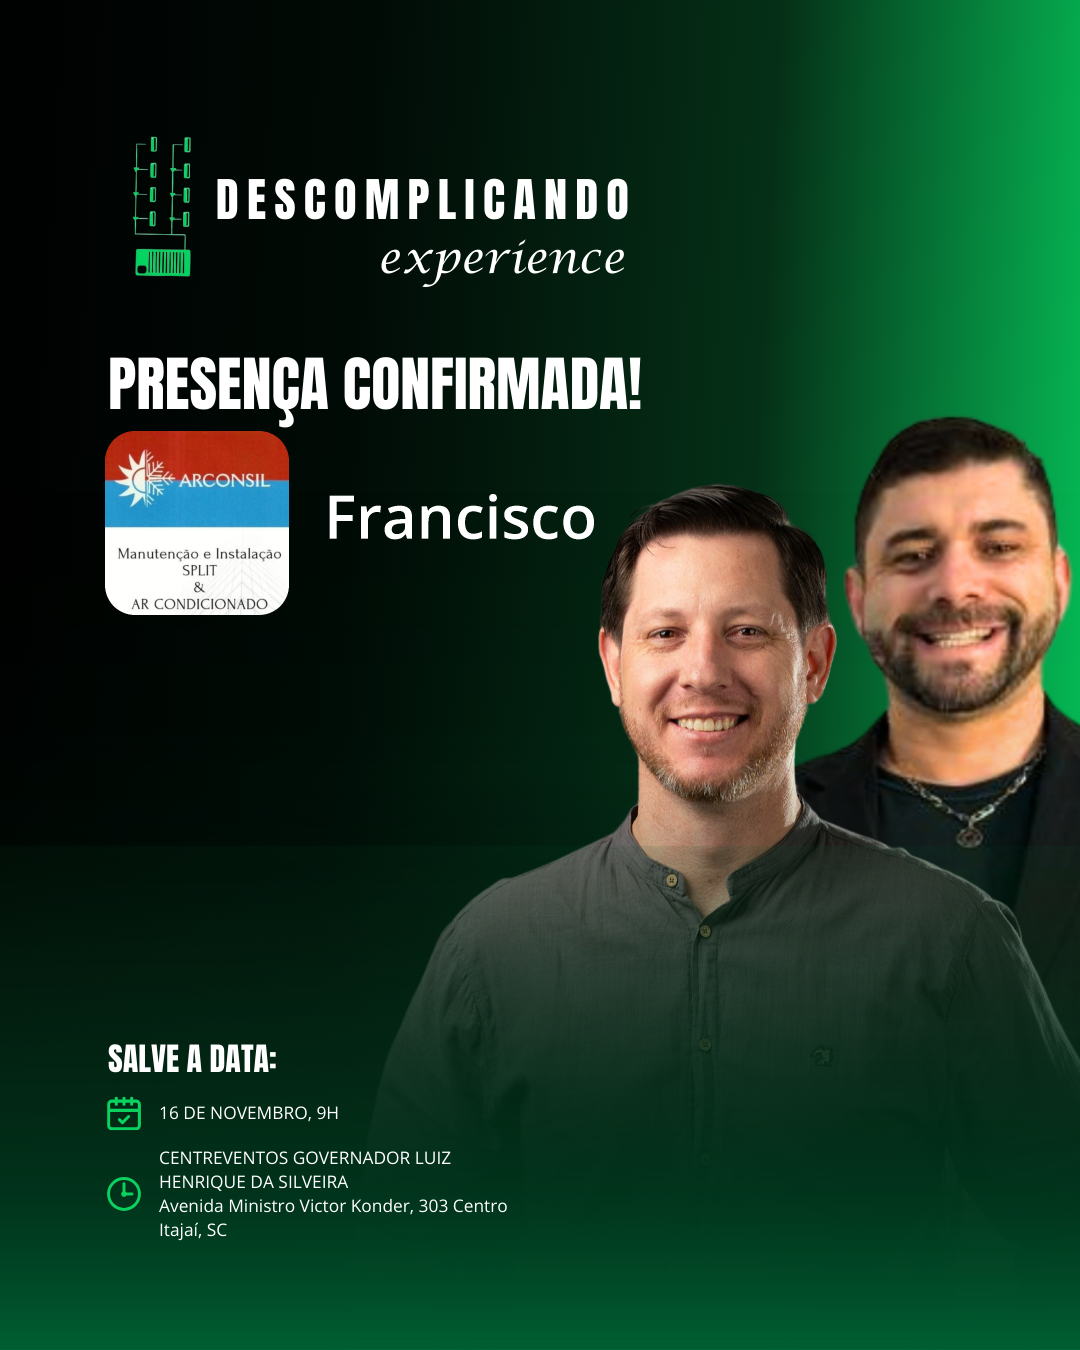 DESCOMPLICANDO
experience
PRESENÇA CONFIRMADA!
ARCONSIL
Manutenção e Instalação
SPLIT
&
AR CONDICIONADO
Francisco
SALVE A DATA:
16 DE NOVEMBRO, 9H
CENTREVENTOS GOVERNADOR LUIZ
HENRIQUE DA SILVEIRA
Avenida Ministro Victor Konder, 303 Centro
Itajaí, SC